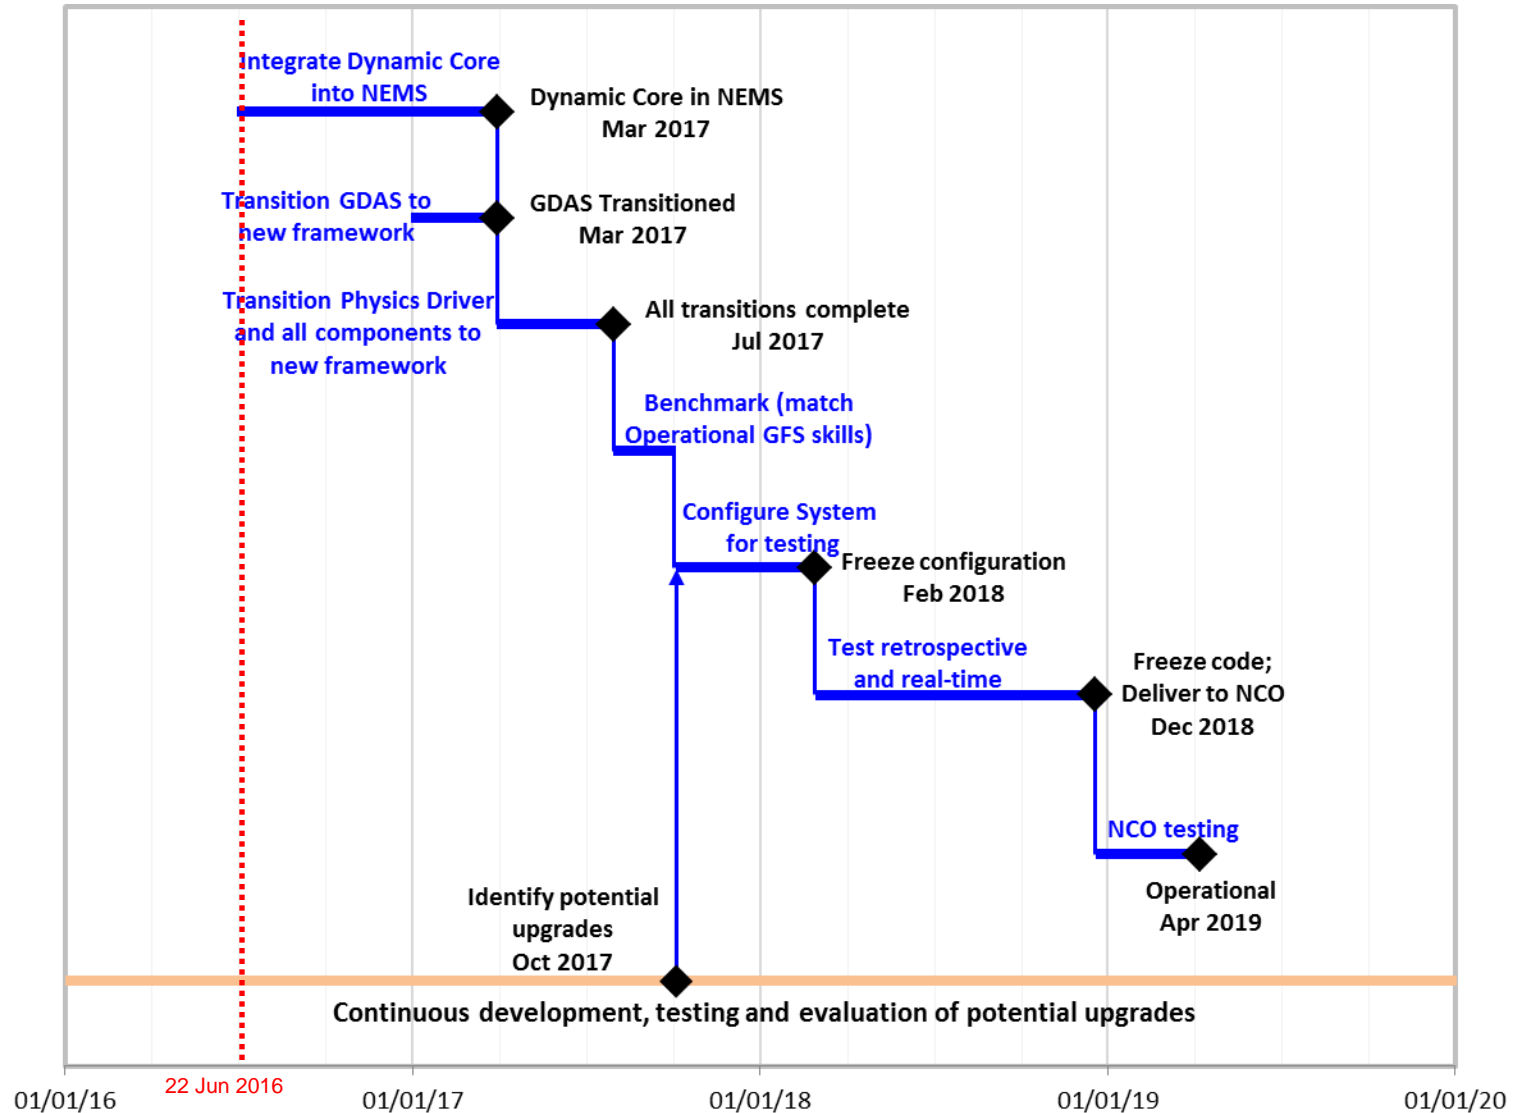 Integrate Dynamic Core
into NEMS
Dynamic Core in NEMS
Mar 2017
Transition GDAS to
new framework
GDAS Transitioned
Mar 2017
Transition Physics Driver
and all components to
new framework
All transitions complete
Jul 2017
Benchmark (match
Operational GFS skills)
Configure System
for testing
Freeze configuration
Feb 2018
Test retrospective
and real-time
Freeze code;
Deliver to NCO
Dec 2018
NCO testing
Operational
Apr 2019
Identify potential
upgrades
Oct 2017
Continuous development, testing and evaluation of potential upgrades
22 Jun 2016
01/01/16
01/01/17
01/01/18
01/01/19
01/01/20